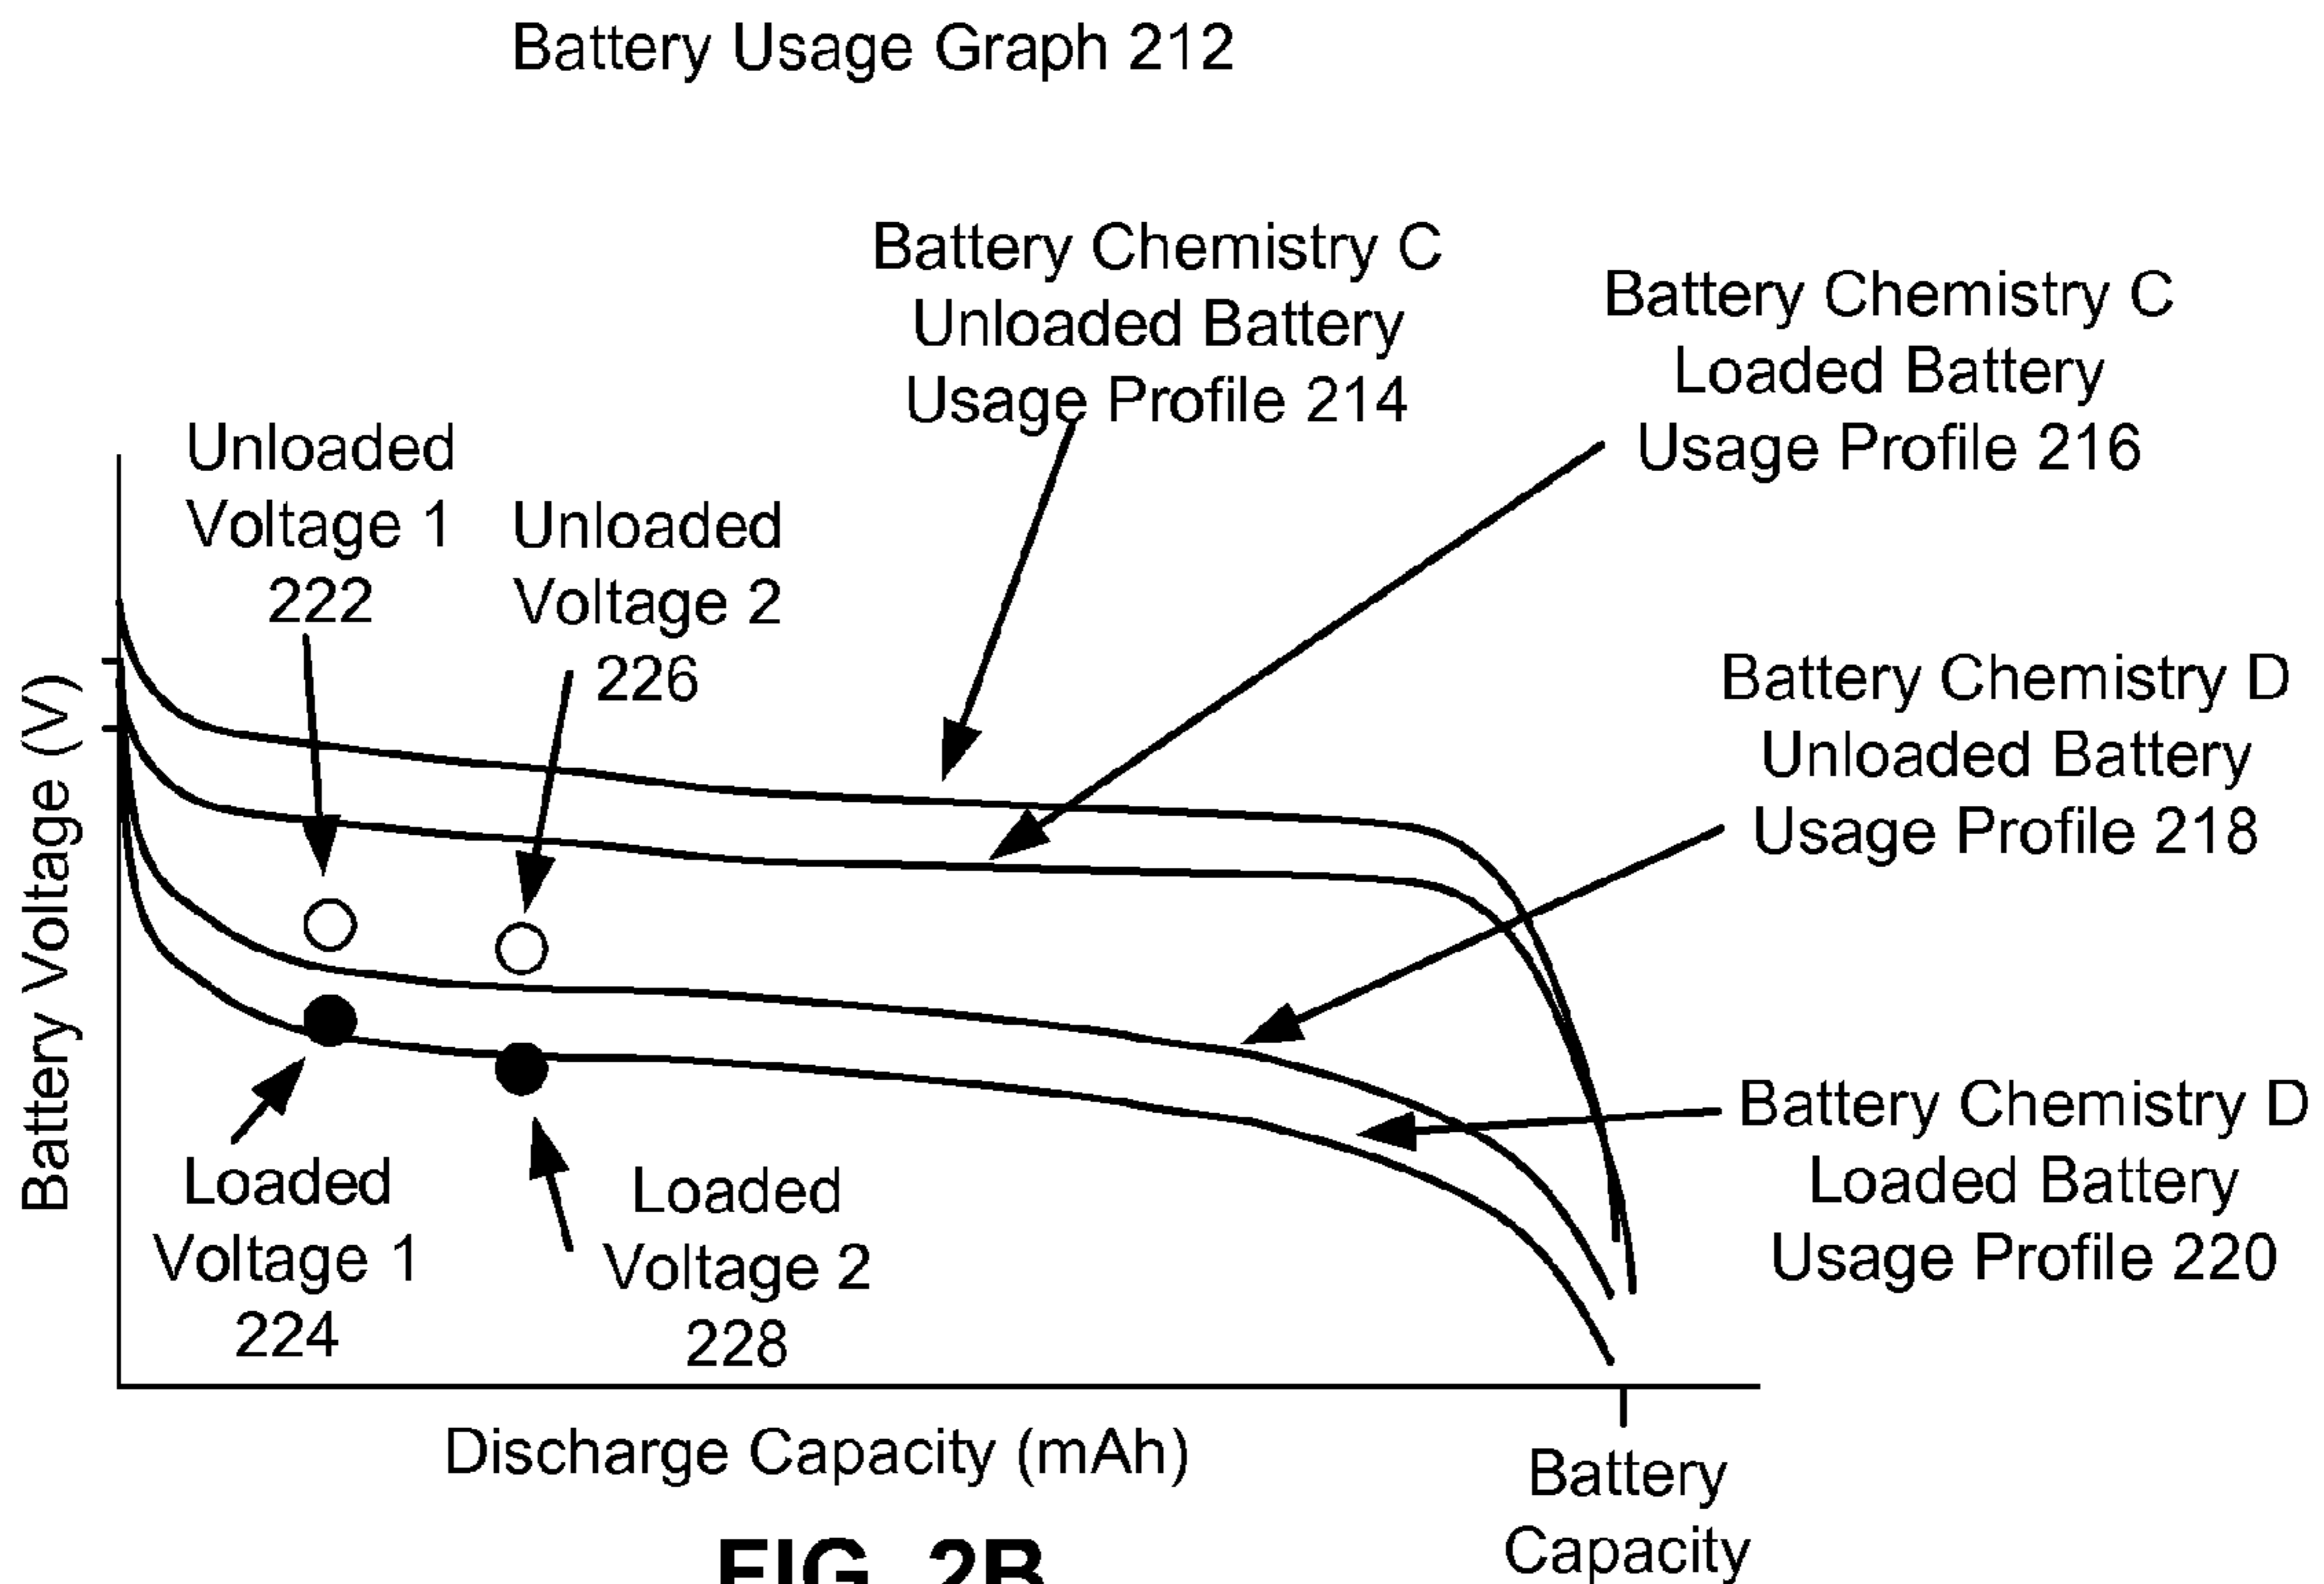 Battery Usage Graph 212
Battery Chemistry C
Unloaded Battery
Usage Profile 214
Battery Chemistry C
Loaded Battery
Usage Profile 216
Unloaded
Voltage 1
222
Unloaded
Voltage 2
226
Battery Chemistry D
Unloaded Battery
Usage Profile 218
Battery Voltage (V)
Battery Chemistry D
Loaded Battery
Usage Profile 220
Loaded
Voltage 1
224
Loaded
Voltage 2
228
Discharge Capacity (mAh)
Battery
Capacity
FIG. 2B